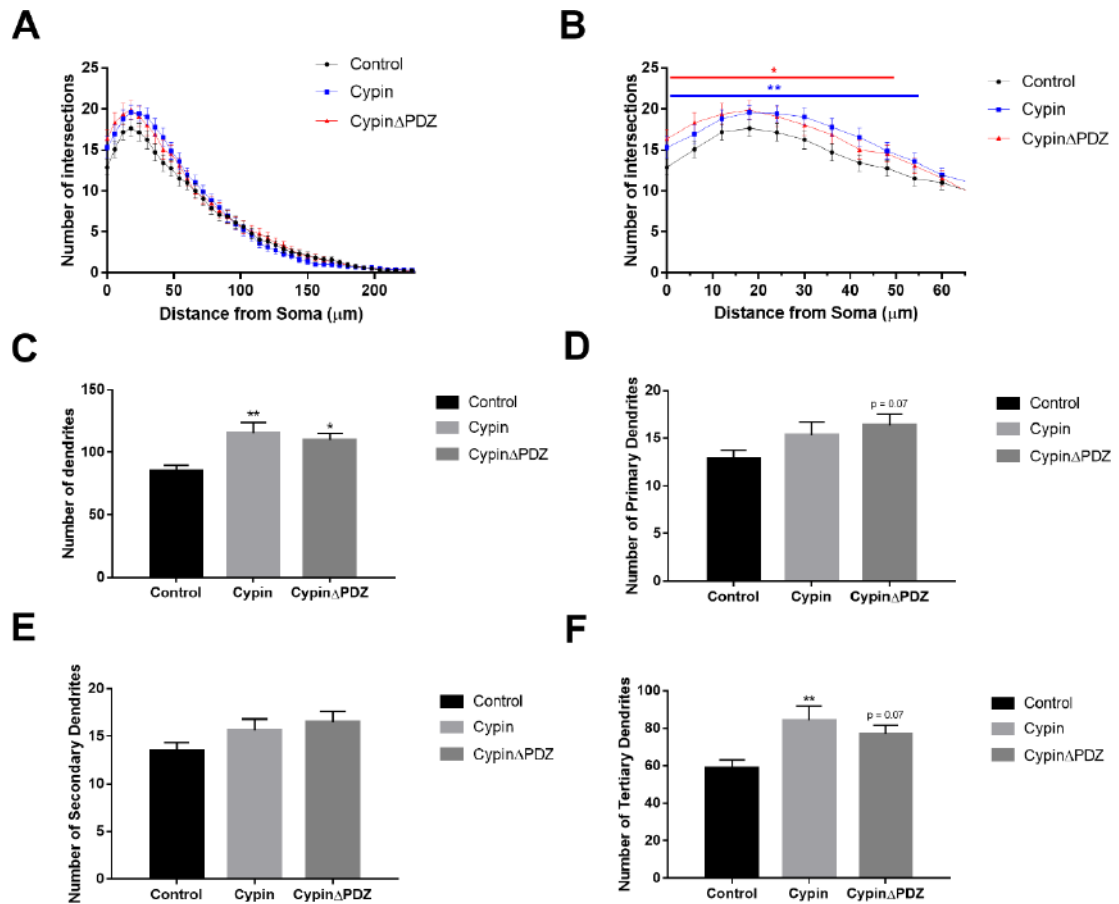 A
Number of intersections
25
20
15
10
5
0
0 50 100 150 200
Distance from Soma (μm)
Control
Cypin
CypinΔPDZ
B
Number of intersections
25
20
15
10
5
0
*
**
0 10 20 30 40 50 60
Distance from Soma (μm)
Control
Cypin
CypinΔPDZ
C
Number of dendrites
150
100
50
0
**
*
Control Cypin CypinΔPDZ
Control
Cypin
CypinΔPDZ
D
Number of Primary Dendrites
20
15
10
5
0
p = 0.07
Control Cypin CypinΔPDZ
Control
Cypin
CypinΔPDZ
E
Number of Secondary Dendrites
20
15
10
5
0
Control Cypin CypinΔPDZ
Control
Cypin
CypinΔPDZ
F
Number of Tertiary Dendrites
100
80
60
40
20
0
**
p = 0.07
Control Cypin CypinΔPDZ
Control
Cypin
CypinΔPDZ